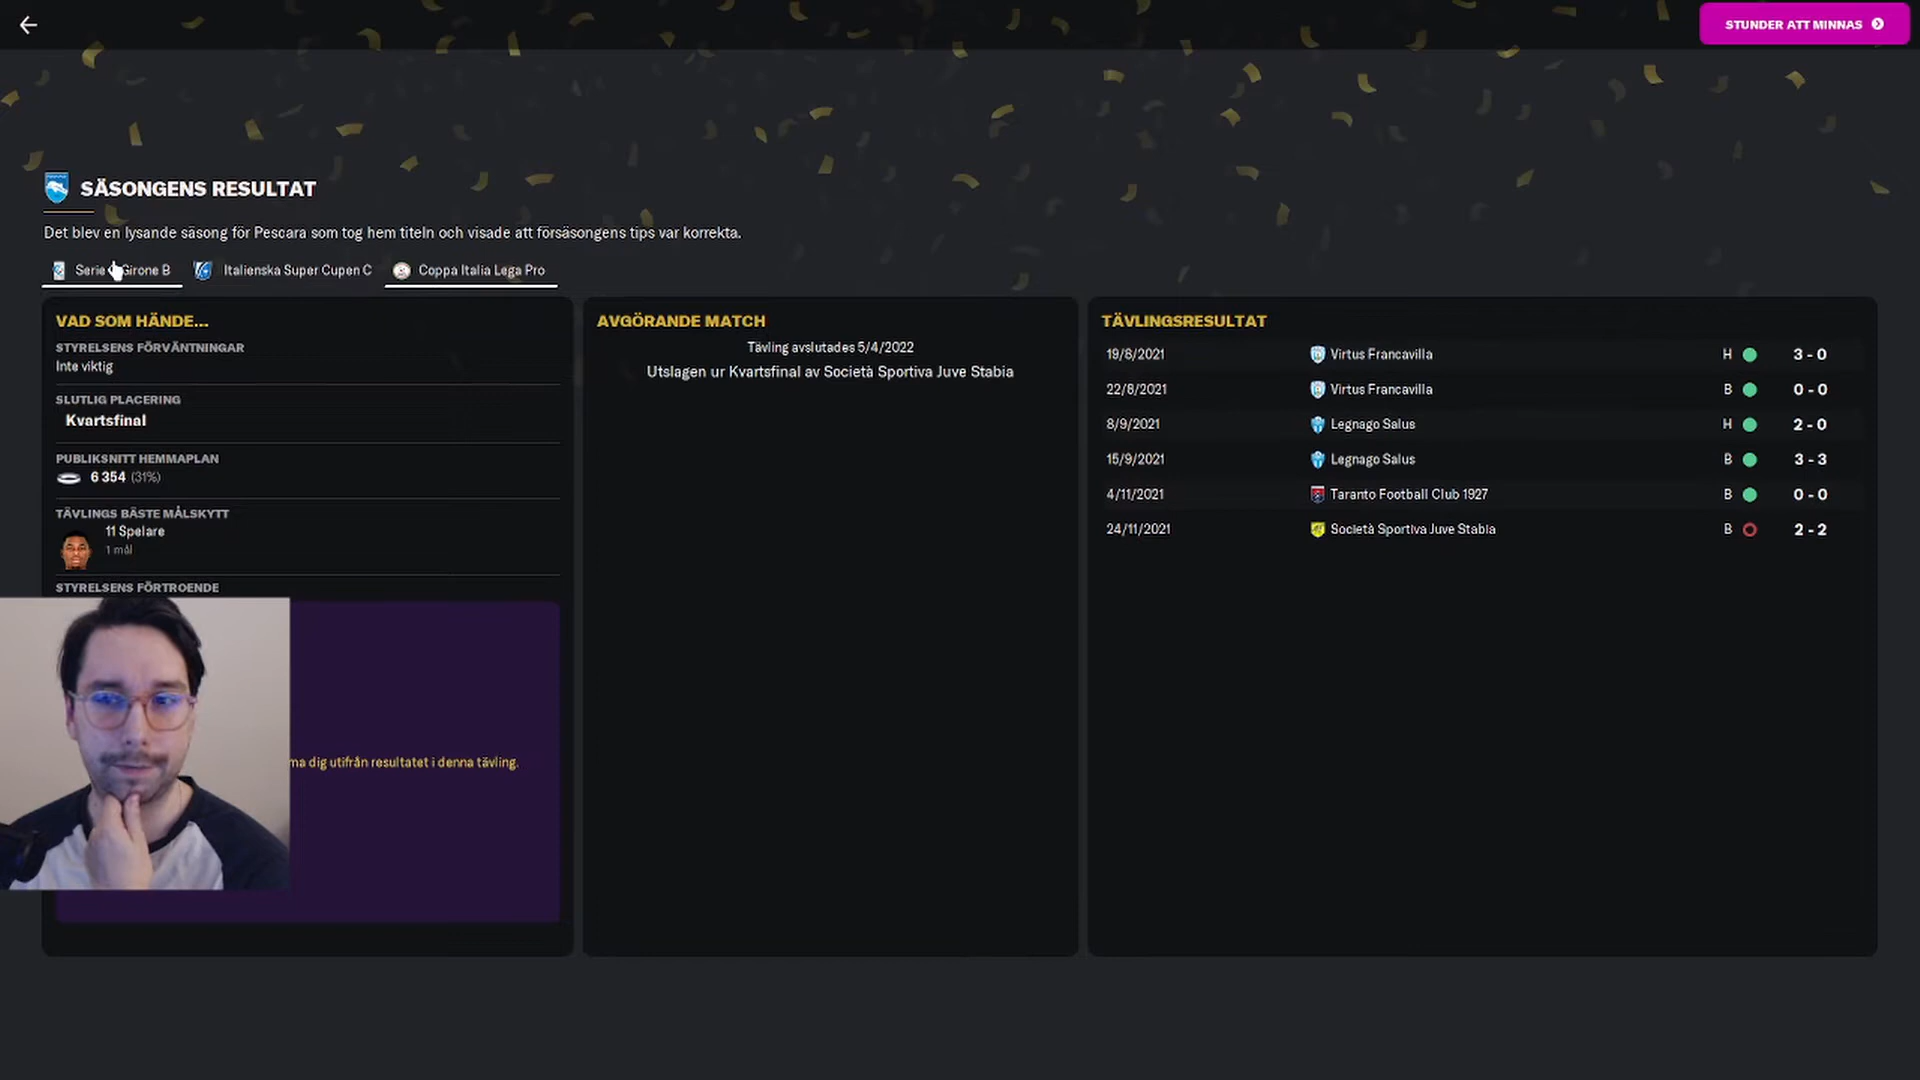 STUNDER ATT MINNAS
SÄSONGENS RESULTAT
Det blev en lysande säsong för Pescara som tog hem titeln och visade att försäsongens tips var korrekta.
Serie Girone B
Italienska Super Cupen C
Coppa Italia Lega Pro
VAD SOM HÄNDE...
STYRELSENS FÖRVÄNTNINGAR
Inte viktig
SLUTLIG PLACERING
Kvartsfinal
PUBLIKSNITT HEMMAPLAN
6 354 (31%)
TÄVLINGS BÄSTE MÅLSKYTT
11 Spelare
1 mål
STYRELSENS FÖRTROENDE
dig utifrån resultatet i denna tävling.
AVGÖRANDE MATCH
Tävling avslutades 5/4/2022
Utslagen ur Kvartsfinal av Società Sportiva Juve Stabia
TÄVLINGSRESULTAT
19/8/2021 Virtus Francavilla H 3 - 0
22/8/2021 Virtus Francavilla B 0 - 0
8/9/2021 Legnago Salus H 2 - 0
15/9/2021 Legnago Salus B 3 - 3
4/11/2021 Taranto Football Club 1927 B 0 - 0
24/11/2021 Società Sportiva Juve Stabia B 2 - 2